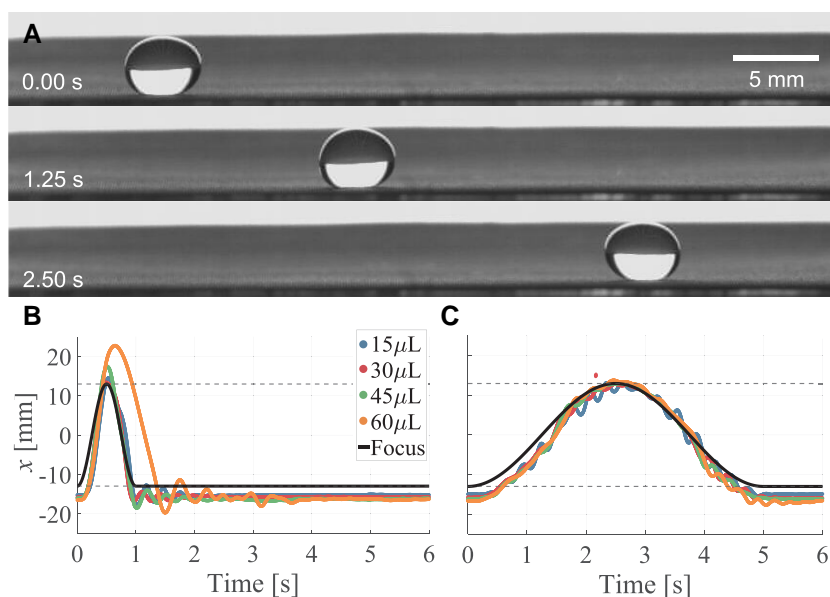 A
0.00 s
5 mm
1.25 s
2.50 s
B
C
15μL
30μL
45μL
60μL
Focus
x [mm]
20
10
0
-10
-20
0 1 2 3 4 5 6
0 1 2 3 4 5 6
Time [s]
Time [s]